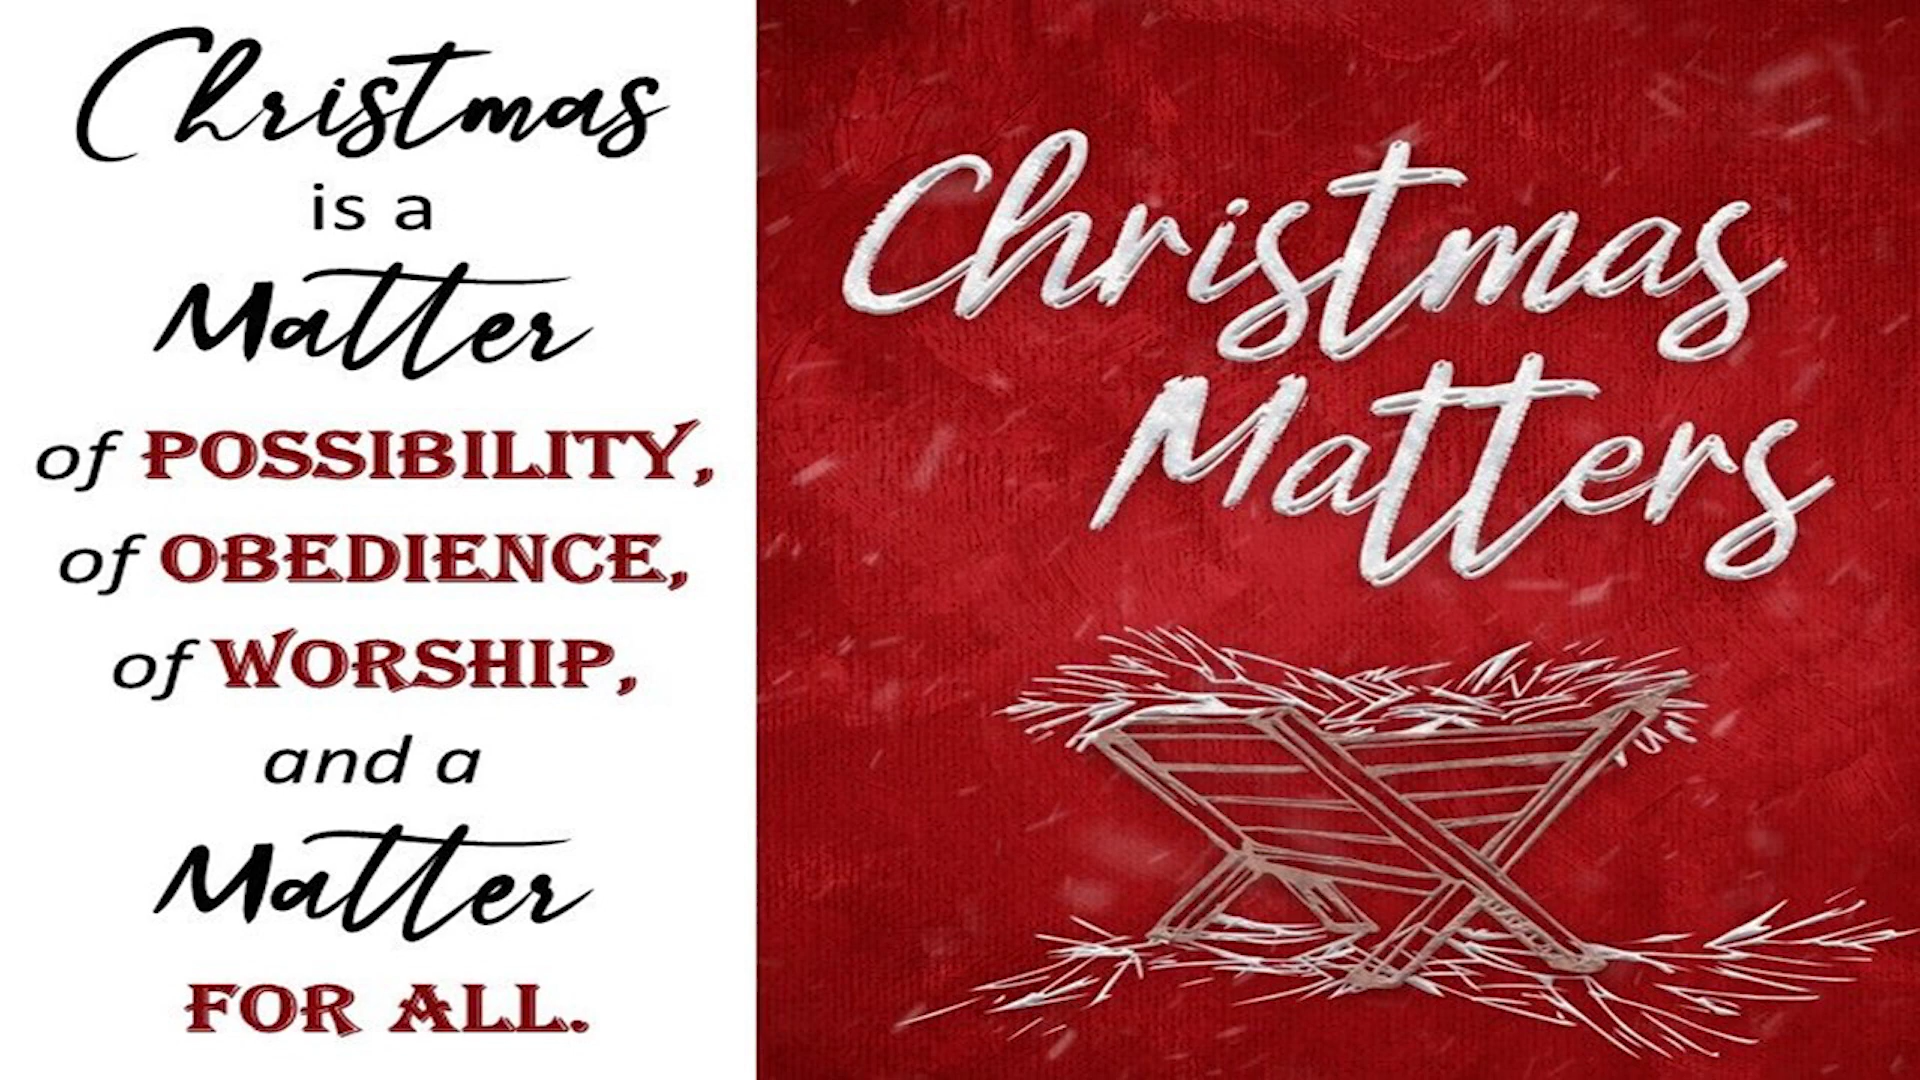 Christmas
is a
Matter
of POSSIBILITY,
of OBEDIENCE,
of WORSHIP,
and a
Matter
FOR ALL.
Christmas
Matters